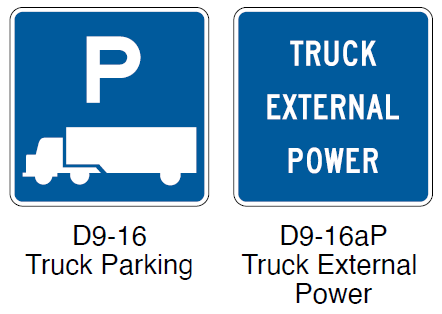 P
D9-16
Truck Parking
TRUCK
EXTERNAL
POWER
D9-16aP
Truck External
Power